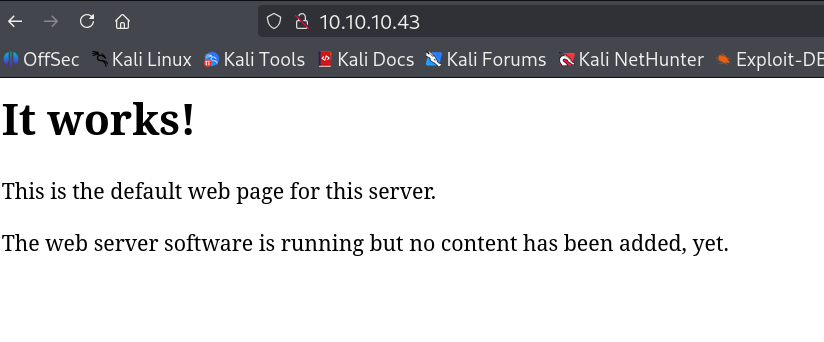 10.10.10.43
OffSec Kali Linux Kali Tools Kali Docs Kali Forums Kali NetHunter Exploit-DB
It works!
This is the default web page for this server.
The web server software is running but no content has been added, yet.